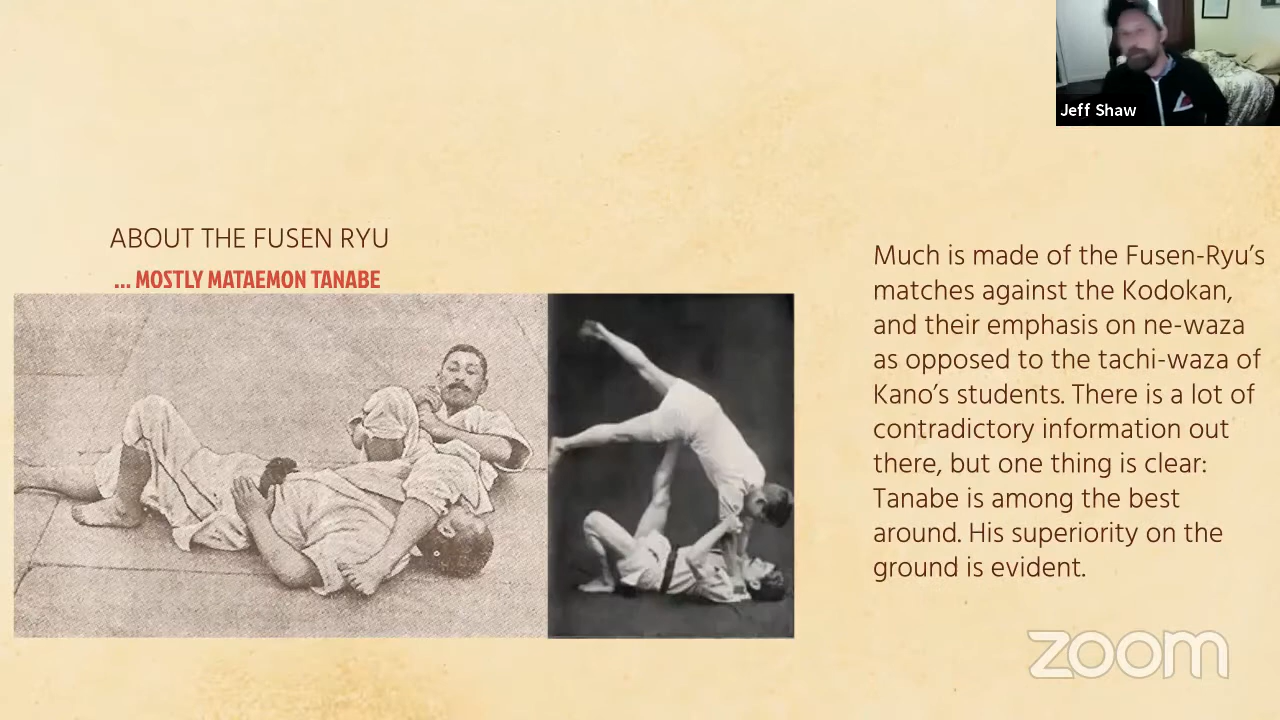 Jeff Shaw
ABOUT THE FUSEN RYU
... MOSTLY MATAEMON TANABE
Much is made of the Fusen-Ryu’s
matches against the Kodokan,
and their emphasis on ne-waza
as opposed to the tachi-waza of
Kano’s students. There is a lot of
contradictory information out
there, but one thing is clear:
Tanabe is among the best
around. His superiority on the
ground is evident.
zoom